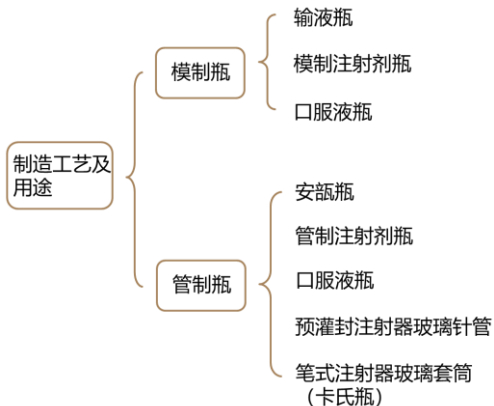 制造工艺及
用途
模制瓶
输液瓶
模制注射剂瓶
口服液瓶
管制瓶
安瓿瓶
管制注射剂瓶
口服液瓶
预灌封注射器玻璃针管
笔式注射器玻璃套筒
（卡氏瓶）